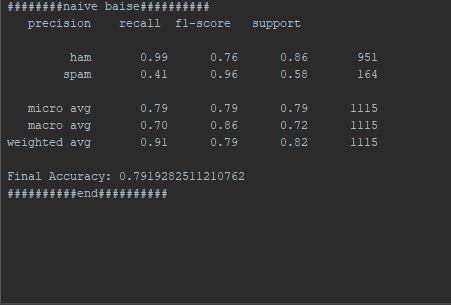 ########naive baise##########
precision recall f1-score support
ham 0.99 0.76 0.86 951
spam 0.41 0.96 0.58 164
micro avg 0.79 0.79 0.79 1115
macro avg 0.70 0.86 0.72 1115
weighted avg 0.91 0.79 0.82 1115
Final Accuracy: 0.7919282511210762
##########end##########